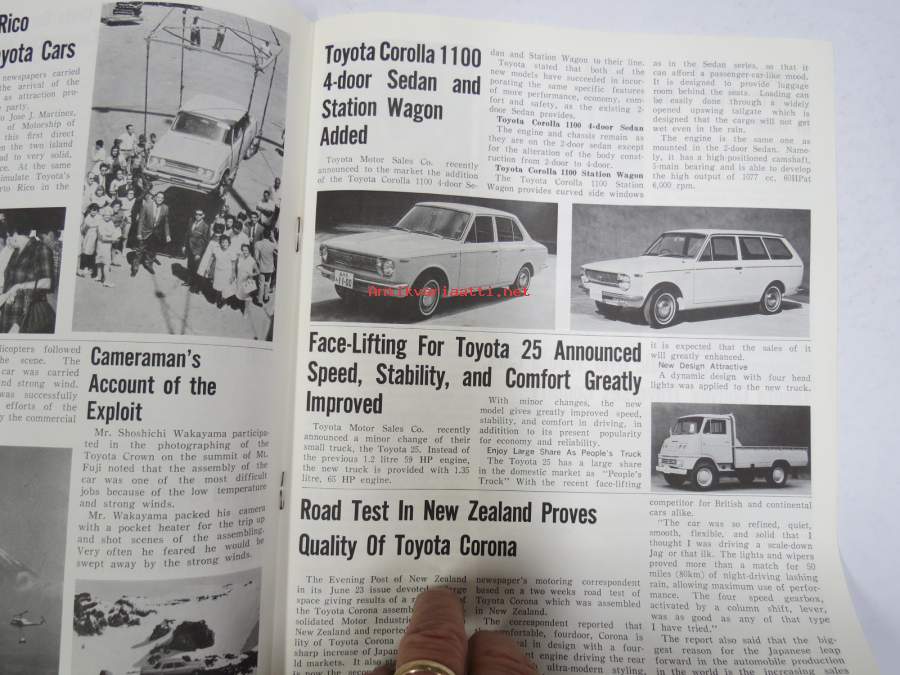 Rico
yota Cars
newspapers carried
the arrival of the
as attraction pro-
party.
o Jose J. Martinez,
of Motorship of
this first direct
en the two island
ad to very solid,
ce. At the same
timulate Toyota's
erto Rico in the
licopters followed
he scene. The
car was carried
nd strong wind.
was successfully
efforts of the
y the commercial
Cameraman's
Account of the
Exploit
Mr. Shoshichi Wakayama participa-
ted in the photographing of the
Toyota Crown on the summit of Mt.
Fuji noted that the assembly of the
car was one of the most difficult
jobs because of the low temperature
and strong winds.
Mr. Wakayama packed his camera
with a pocket heater for the trip up
and shot scenes of the assembling.
Very often he feared he would be
swept away by the strong winds.
Toyota Corolla 1100
4-door Sedan and
Station Wagon
Added
Toyota Motor Sales Co. recently
announced to the market the addition
of the Toyota Corolla 1100 4-door Se-
dan and Station Wagon to their line.
Toyota stated that both of the
new models have succeeded in incor-
porating the same specific features
of more performance, economy, com-
fort and safety, as the existing 2-
door Sedan provides.
Toyota Corolla 1100 4-door Sedan
The engine and chassis remain as
they are on the 2-door sedan except
for the alteration of the body const-
ruction from 2-door to 4-door.
Toyota Corolla 1100 Station Wagon
The Toyota Corolla 1100 Station
Wagon provides curved side windows
as in the Sedan series, so that it
can afford a passenger-car-like mood.
It is designed to provide luggage
room behind the seats. Loading can
be easily done through a widely
opened upswing tailgate which is
designed that the cargo will not get
wet even in the rain.
The engine is the same as
mounted in the 2-door Sedan. Name-
ly, it has a high-positioned camshaft,
5-main bearing and is able to develop
the high output of 1077 cc, 60HPat
6,000 rpm.
Antikvariaatti.net
Face-Lifting For Toyota 25 Announced
Speed, Stability, and Comfort Greatly
Improved
Toyota Motor Sales Co. recently
announced a minor change of their
small truck, the Toyota 25. Instead of
the previous 1.2 litre 59 HP engine,
the new truck is provided with 1.35
litre, 65 HP engine.
With minor changes, the new
model gives greatly improved speed,
stability, and comfort in driving, in
addtition to its present popularity
for economy and reliability.
Enjoy Large Share As People's Truck
The Toyota 25 has a large share
in the domestic market as "People's
Truck" With the recent face-lifting
it is expected that the sales of it
will greatly enhanced.
New Design Attractive
A dynamic design with four head
lights was applied to the new truck.
Road Test In New Zealand Proves
Quality Of Toyota Corona
The Evening Post of New Zealand
in its June 23 issue devoted large
space giving results of a
the Toyota Corona assemb
solidated Motor Industries
New Zealand and reported
lity of Toyota Corona
sharp increase of Japan
ld markets. It also st
is now the secon
newspaper's motoring correspondent
based on a two weeks road test of
Toyota Corona which was assembled
in New Zealand.
The correspondent reported that
the comfortable, fourdoor, Corona is
al in design with a four-
nt engine driving the rear
ultra-modern styling,
competitor for British and continental
cars alike.
"The car was so refined, quiet,
smooth, flexible, and solid that I
thought I was driving a scale-down
Jag or that ilk. The lights and wipers
proved more than a match for 50
miles (80km) of night-driving lashing
rain, allowing maximum use of perfor-
mance. The four speed gearbox,
activated by a column shift, lever,
was as good as any of that type
I have tried."
The report also said that the big-
gest reason for the Japanese leap
forward in the automobile production
in the world is the increasing sales